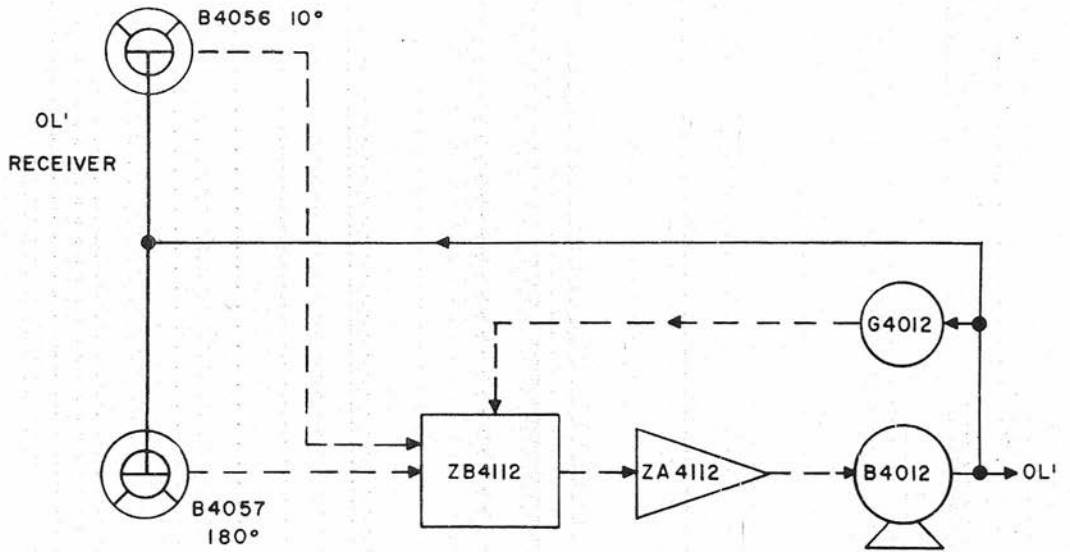 B4056 10°
OL'
RECEIVER
G4012
ZB4112
ZA4112
B4012
OL'
B4057
180°